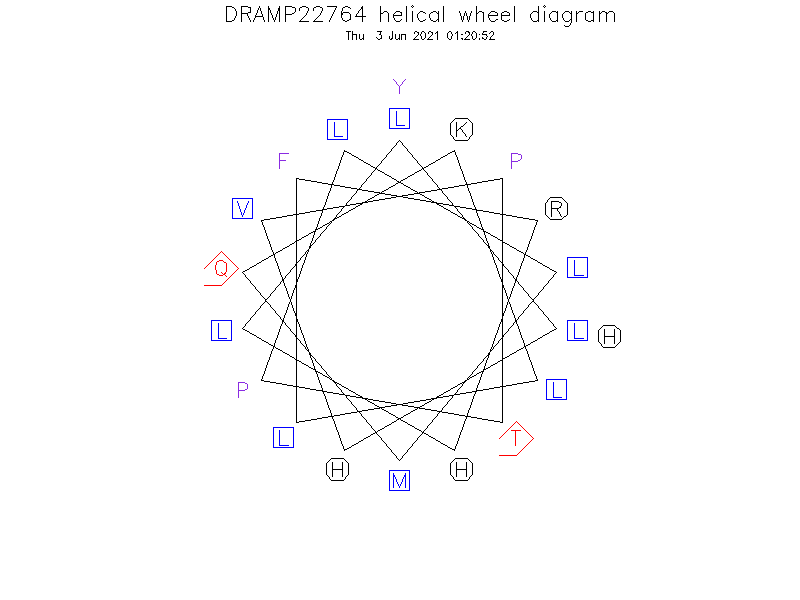 DRAMP22764 helical wheel diagram
Thu 3 Jun 2021 01:20:52
Y
L L K
F P
V R
Q L
L L H
P L
L T
H M H